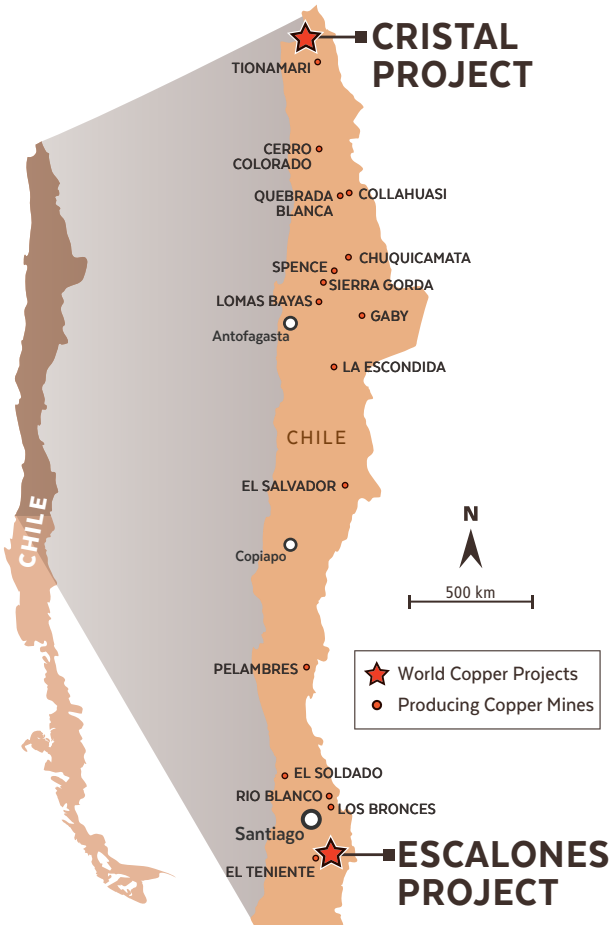 CRISTAL
PROJECT
TIONAMARI
CERRO
COLORADO
QUEBRADA
BLANCA
COLLAHUASI
CHUQUICAMATA
SPENCE
SIERRA GORDA
LOMAS BAYAS
GABY
Antofagasta
LA ESCONDIDA
CHILE
EL SALVADOR
CHILE
N
Copiapo
500 km
PELAMBRES
World Copper Projects
Producing Copper Mines
EL SOLDADO
RIO BLANCO
LOS BRONCES
Santiago
ESCALONES
PROJECT
EL TENIENTE